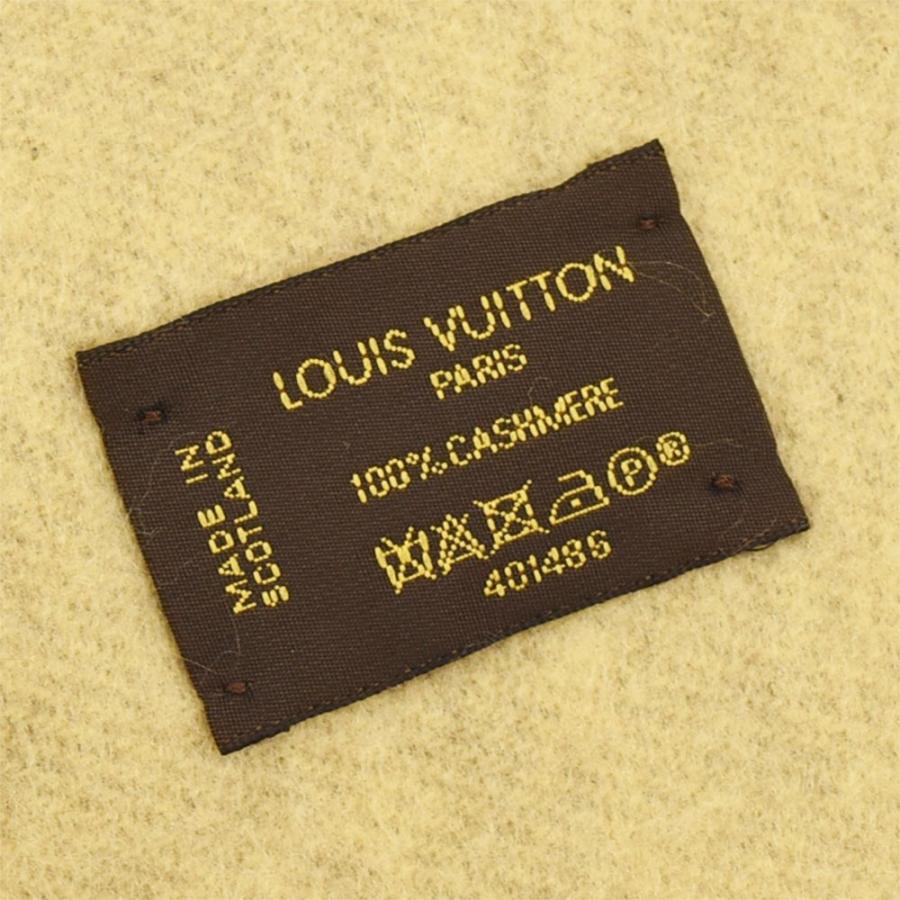 LOUIS VUITTON
PARIS
100% CASHMERE
P®
401486
MADE IN
SCOTLAND